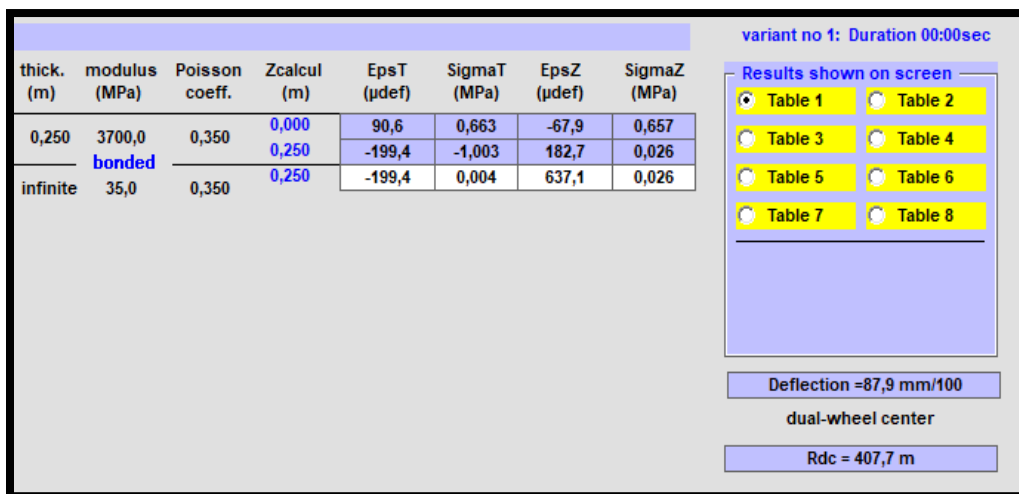 variant no 1: Duration 00:00sec
thick. modulus Poisson Zcalcul EpsT SigmaT EpsZ SigmaZ
(m) (MPa) coeff. (m) (µdef) (MPa) (µdef) (MPa)
0,250 3700,0 0,350 0,000 90,6 0,663 -67,9 0,657
bonded 0,250 -199,4 -1,003 182,7 0,026
infinite 35,0 0,350 0,250 -199,4 0,004 637,1 0,026
Results shown on screen
Table 1 Table 2
Table 3 Table 4
Table 5 Table 6
Table 7 Table 8
Deflection =87,9 mm/100
dual-wheel center
Rdc = 407,7 m